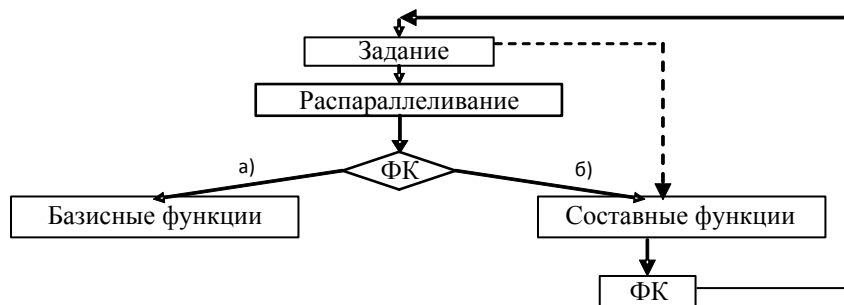 Задание
Распараллеливание
а)
ФК
б)
Базисные функции
Составные функции
ФК